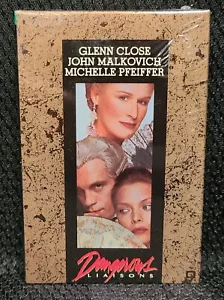 GLENN CLOSE
JOHN MALKOVICH
MICHELLE PFEIFFER
Dangerous
LIAISONS